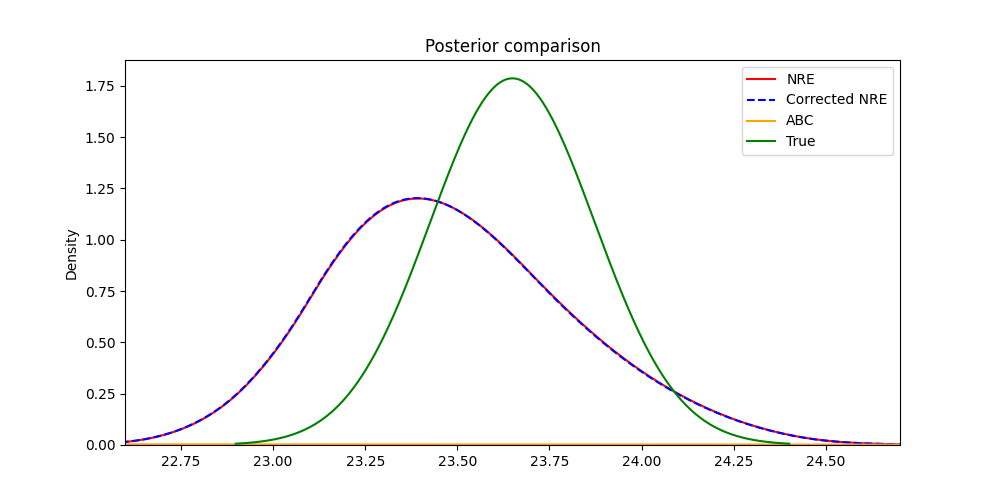 Posterior comparison
NRE
Corrected NRE
ABC
True
Density
1.75
1.50
1.25
1.00
0.75
0.50
0.25
0.00
22.75 23.00 23.25 23.50 23.75 24.00 24.25 24.50